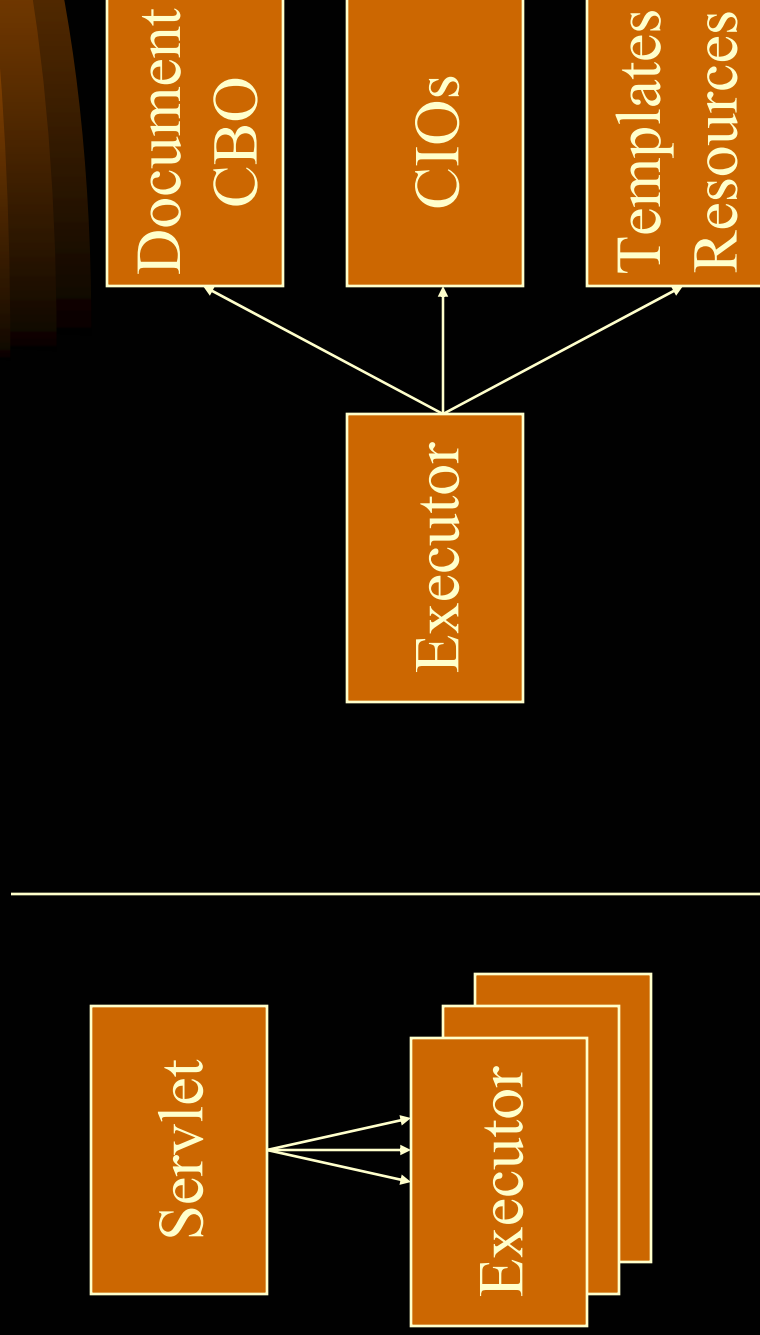 Servlet
Executor
Executor
Document
CBO
CIOs
Templates
Resources